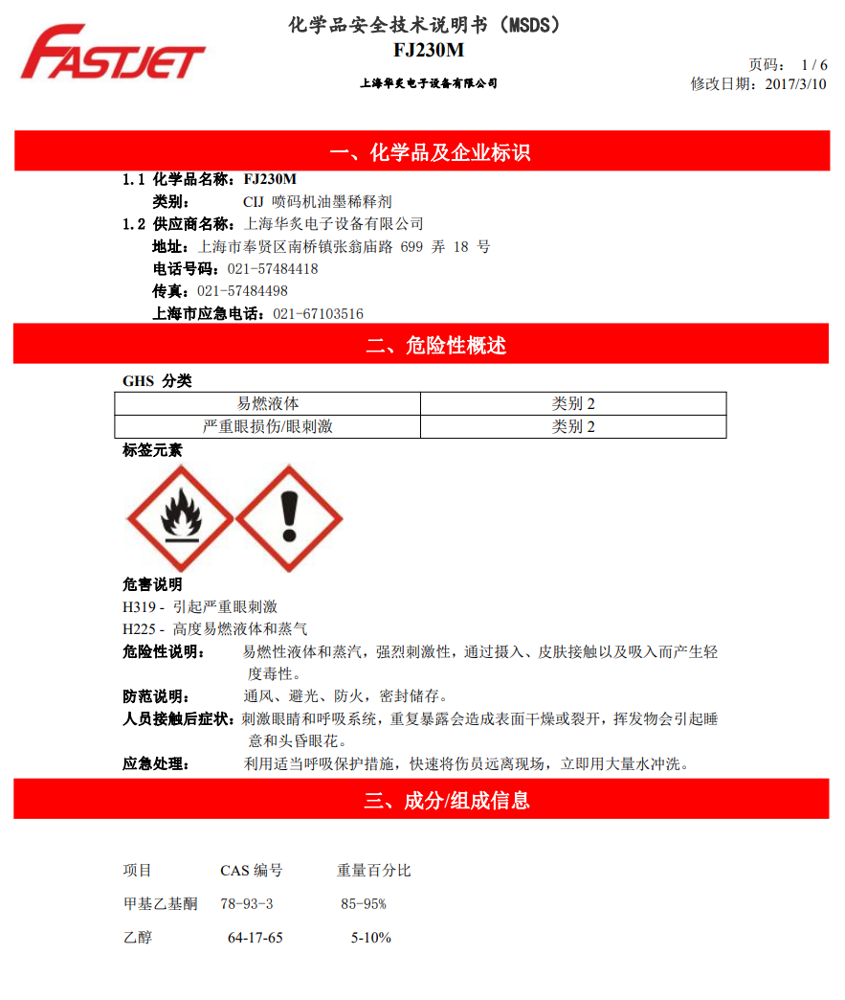 FASTJET
化学品安全技术说明书（MSDS）
FJ230M
上海华炙电子设备有限公司
页码： 1 / 6
修改日期：2017/3/10
一、化学品及企业标识
1.1 化学品名称：FJ230M
类别： CIJ 喷码机油墨稀释剂
1.2 供应商名称：上海华炙电子设备有限公司
地址：上海市奉贤区南桥镇张翁庙路 699 弄 18 号
电话号码：021-57484418
传真：021-57484498
上海市应急电话：021-67103516
二、危险性概述
GHS 分类
易燃液体 类别 2
严重眼损伤/眼刺激 类别 2
标签元素
危害说明
H319 - 引起严重眼刺激
H225 - 高度易燃液体和蒸气
危险性说明： 易燃性液体和蒸汽，强烈刺激性，通过摄入、皮肤接触以及吸入而产生轻
度毒性。
防范说明： 通风、避光、防火，密封储存。
人员接触后症状：刺激眼睛和呼吸系统，重复暴露会造成表面干燥或裂开，挥发物会引起睡
意和头昏眼花。
应急处理： 利用适当呼吸保护措施，快速将伤员远离现场，立即用大量水冲洗。
三、成分/组成信息
项目 CAS 编号 重量百分比
甲基乙基酮 78-93-3 85-95%
乙醇 64-17-65 5-10%